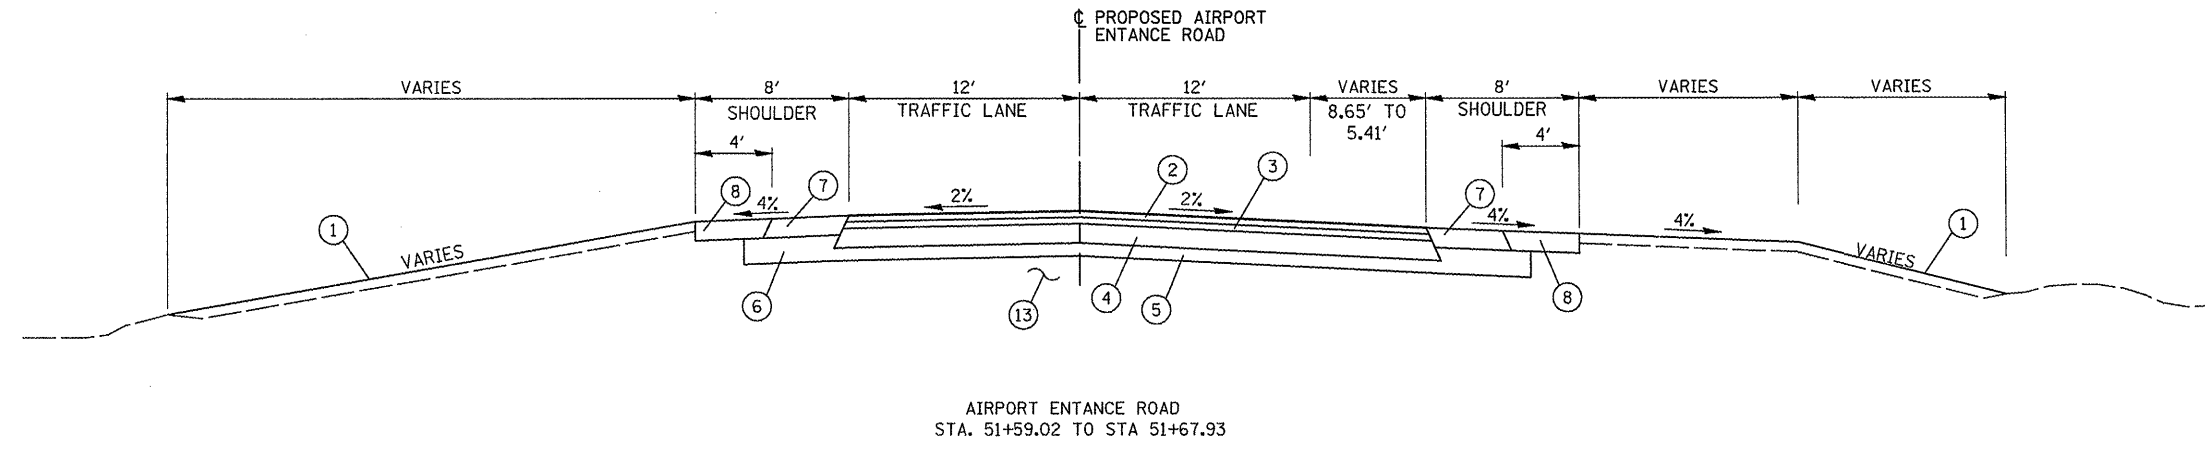 ℄ PROPOSED AIRPORT
ENTANCE ROAD
VARIES
8'
12'
12'
VARIES
8'
VARIES
VARIES
SHOULDER
TRAFFIC LANE
TRAFFIC LANE
8.65' TO
5.41'
SHOULDER
4'
4'
2
3
8
7
7
4%
2%
2%
4%
4%
1
1
VARIES
VARIES
6
13
4
5
8
AIRPORT ENTANCE ROAD
STA. 51+59.02 TO STA 51+67.93